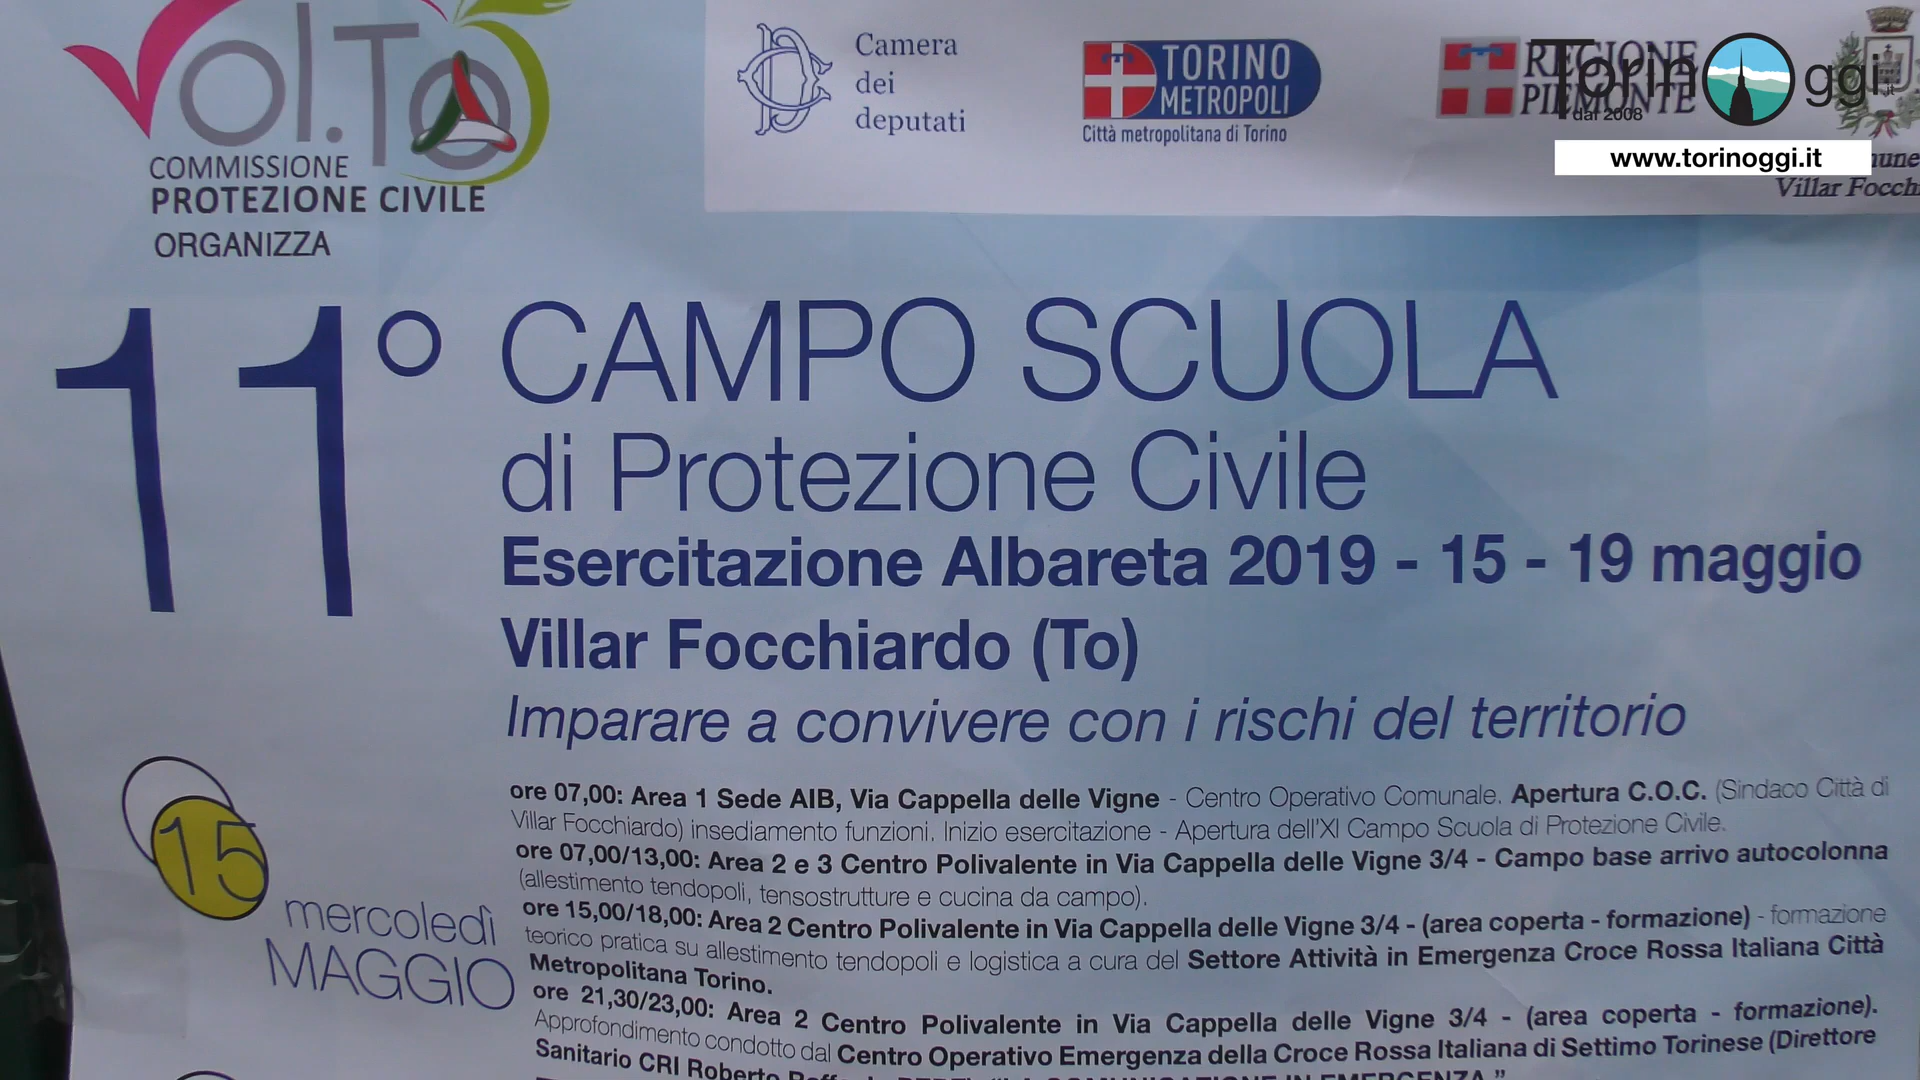 Vol.To
COMMISSIONE
PROTEZIONE CIVILE
ORGANIZZA
Camera
dei
deputati
TORINO
METROPOLI
Città metropolitana di Torino
REGIONE
PIEMONTE
Torin ggi.it
dal 2008
www.torinoggi.it
Villar Focch
11° CAMPO SCUOLA
di Protezione Civile
Esercitazione Albareta 2019 - 15 - 19 maggio
Villar Focchiardo (To)
Imparare a convivere con i rischi del territorio
15
mercoledì
MAGGIO
ore 07,00: Area 1 Sede AIB, Via Cappella delle Vigne - Centro Operativo Comunale. Apertura C.O.C. (Sindaco Città di
Villar Focchiardo) insediamento funzioni. Inizio esercitazione - Apertura dell'XI Campo Scuola di Protezione Civile.
ore 07,00/13,00: Area 2 e 3 Centro Polivalente in Via Cappella delle Vigne 3/4 - Campo base arrivo autocolonna
(allestimento tendopoli, tensostrutture e cucina da campo).
ore 15,00/18,00: Area 2 Centro Polivalente in Via Cappella delle Vigne 3/4 - (area coperta - formazione) - formazione
teorico pratica su allestimento tendopoli e logistica a cura del Settore Attività in Emergenza Croce Rossa Italiana Città
Metropolitana Torino.
ore 21,30/23,00: Area 2 Centro Polivalente in Via Cappella delle Vigne 3/4 - (area coperta - formazione).
Approfondimento condotto dal Centro Operativo Emergenza della Croce Rossa Italiana di Settimo Torinese (Direttore
Sanitario CRI Roberto